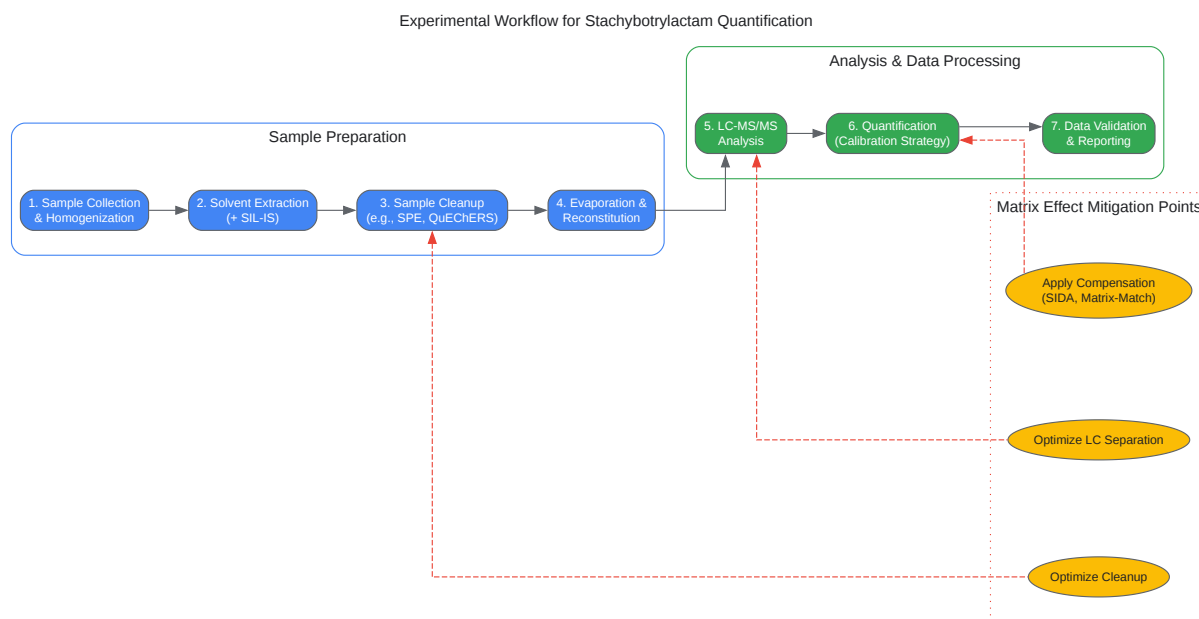 Experimental Workflow for Stachybotrylactam Quantification
Analysis & Data Processing
5. LC-MS/MS
Analysis
6. Quantification
(Calibration Strategy)
7. Data Validation
& Reporting
Sample Preparation
1. Sample Collection
& Homogenization
2. Solvent Extraction
(+ SIL-IS)
3. Sample Cleanup
(e.g., SPE, QuEChERS)
4. Evaporation &
Reconstitution
Matrix Effect Mitigation Points
Apply Compensation
(SIDA, Matrix-Match)
Optimize LC Separation
Optimize Cleanup